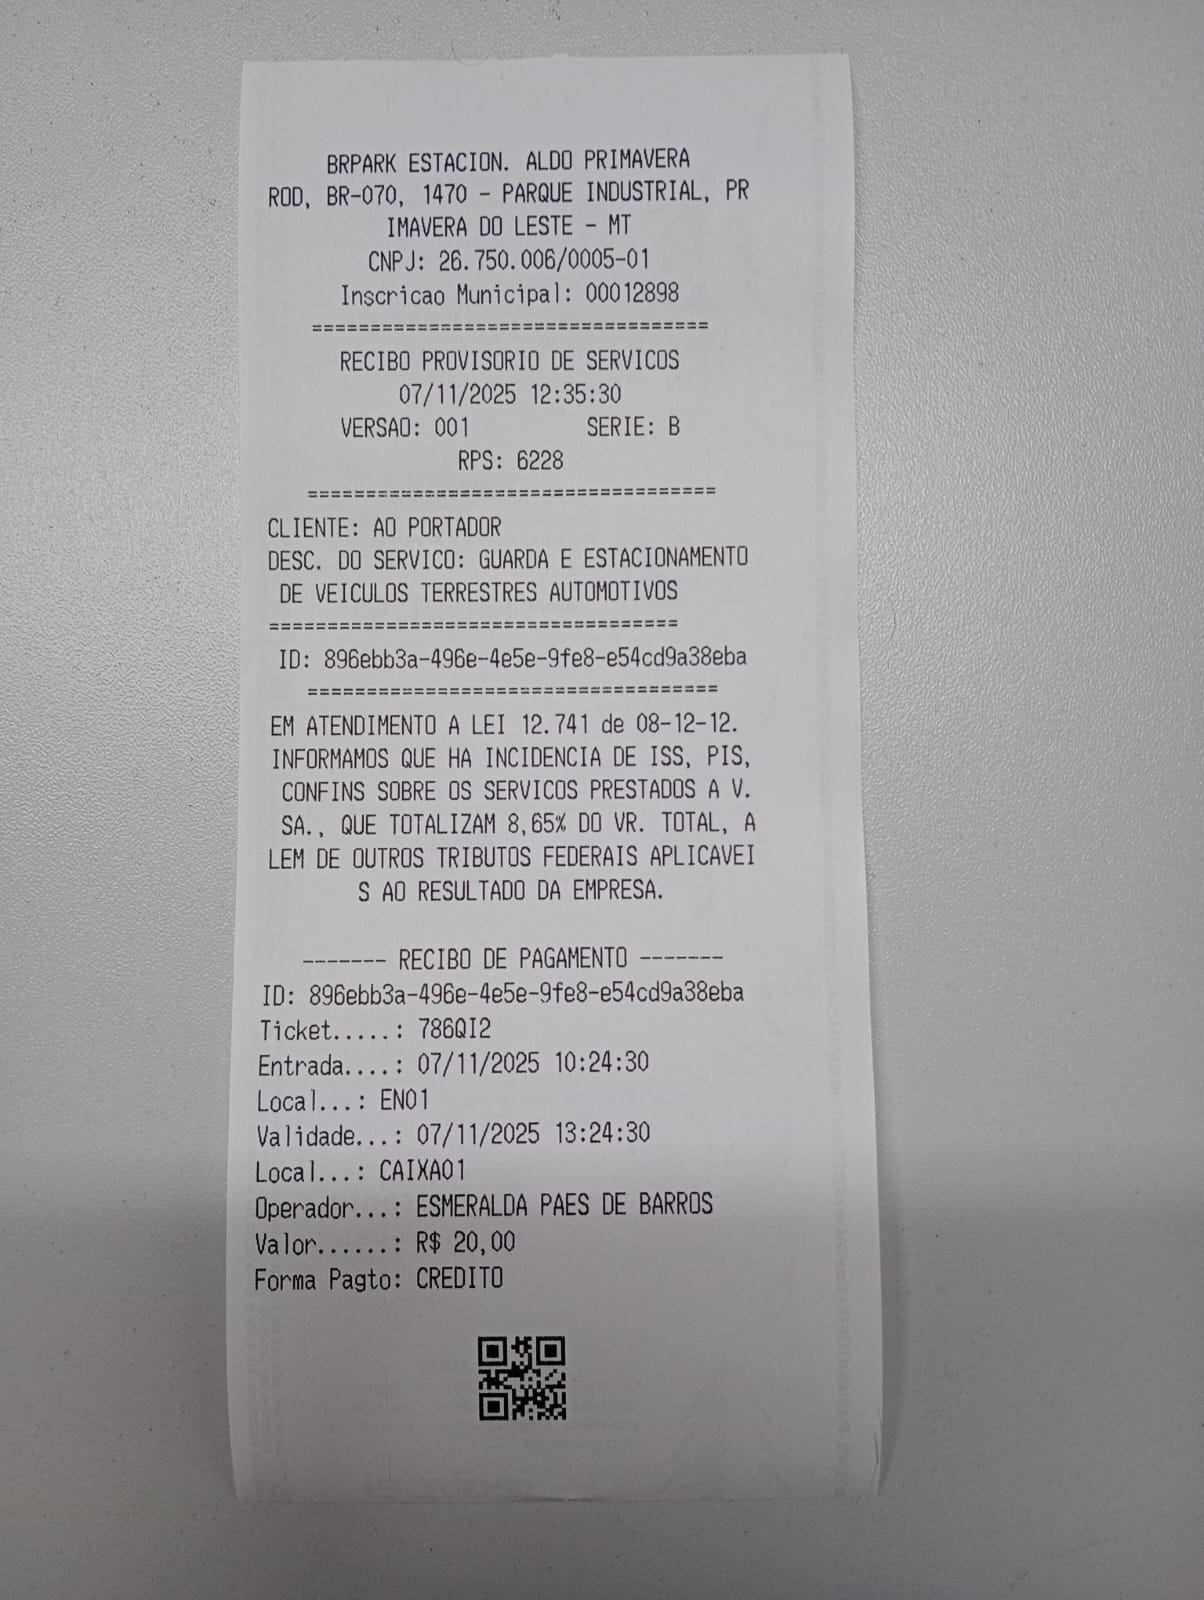 BRPARK ESTACION. ALDO PRIMAVERA
ROD, BR-070, 1470 - PARQUE INDUSTRIAL, PR
IMAVERA DO LESTE - MT
CNPJ: 26.750.006/0005-01
Inscricao Municipal: 00012898
==================================
RECIBO PROVISORIO DE SERVICOS
07/11/2025 12:35:30
VERSAO: 001 SERIE: B
RPS: 6228
===================================
CLIENTE: AO PORTADOR
DESC. DO SERVICO: GUARDA E ESTACIONAMENTO
DE VEICULOS TERRESTRES AUTOMOTIVOS
===================================
ID: 896ebb3a-496e-4e5e-9fe8-e54cd9a38eba
===================================
EM ATENDIMENTO A LEI 12.741 de 08-12-12.
INFORMAMOS QUE HA INCIDENCIA DE ISS, PIS,
CONFINS SOBRE OS SERVICOS PRESTADOS A V.
SA., QUE TOTALIZAM 8,65% DO VR. TOTAL, A
LEM DE OUTROS TRIBUTOS FEDERAIS APLICAVEI
S AO RESULTADO DA EMPRESA.
------- RECIBO DE PAGAMENTO -------
ID: 896ebb3a-496e-4e5e-9fe8-e54cd9a38eba
Ticket.....: 786QI2
Entrada....: 07/11/2025 10:24:30
Local...: EN01
Validade...: 07/11/2025 13:24:30
Local...: CAIXA01
Operador...: ESMERALDA PAES DE BARROS
Valor......: R$ 20,00
Forma Pagto: CREDITO